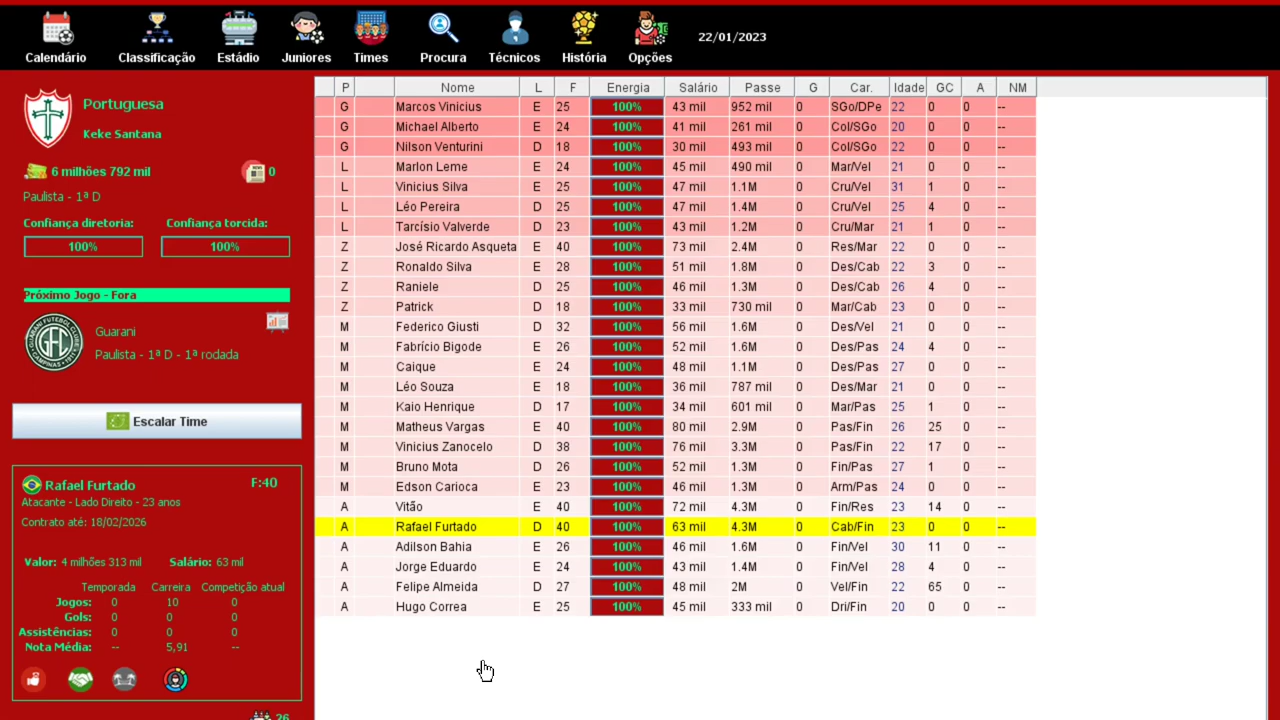 Calendário Classificação Estádio Juniores Times Procura Técnicos História Opções 22/01/2023
Portuguesa
Keke Santana
6 milhões 792 mil 0
Paulista - 1ª D
Confiança diretoria: Confiança torcida:
100% 100%
Próximo Jogo - Fora
Guarani
Paulista - 1ª D - 1ª rodada
Escalar Time
Rafael Furtado F:40
Atacante - Lado Direito - 23 anos
Contrato até: 18/02/2026
Valor: 4 milhões 313 mil Salário: 63 mil
Temporada Carreira Competição atual
Jogos: 0 10 0
Gols: 0 0 0
Assistências: 0 0 0
Nota Média: -- 5,91 --
26
P Nome L F Energia Salário Passe G Car. Idade GC A NM
G Marcos Vinicius E 25 100% 43 mil 952 mil 0 SGo/DPe 22 0 0 --
G Michael Alberto E 24 100% 41 mil 261 mil 0 Col/SGo 20 0 0 --
G Nilson Venturini D 18 100% 30 mil 493 mil 0 Col/SGo 22 0 0 --
L Marlon Leme E 24 100% 45 mil 490 mil 0 Mar/Vel 21 0 0 --
L Vinicius Silva E 25 100% 47 mil 1.1M 0 Cru/Vel 31 1 0 --
L Léo Pereira D 25 100% 47 mil 1.4M 0 Cru/Vel 25 4 0 --
L Tarcísio Valverde D 23 100% 43 mil 1.2M 0 Cru/Mar 21 1 0 --
Z José Ricardo Asqueta E 40 100% 73 mil 2.4M 0 Res/Mar 22 0 0 --
Z Ronaldo Silva E 28 100% 51 mil 1.8M 0 Des/Cab 22 3 0 --
Z Raniele D 25 100% 46 mil 1.3M 0 Des/Cab 26 4 0 --
Z Patrick D 18 100% 33 mil 730 mil 0 Mar/Cab 23 0 0 --
M Federico Giusti D 32 100% 56 mil 1.6M 0 Des/Vel 21 0 0 --
M Fabrício Bigode E 26 100% 52 mil 1.6M 0 Des/Pas 24 4 0 --
M Caique E 24 100% 48 mil 1.1M 0 Des/Pas 27 0 0 --
M Léo Souza E 18 100% 36 mil 787 mil 0 Des/Mar 21 0 0 --
M Kaio Henrique D 17 100% 34 mil 601 mil 0 Mar/Pas 25 1 0 --
M Matheus Vargas E 40 100% 80 mil 2.9M 0 Pas/Fin 26 25 0 --
M Vinicius Zanocelo D 38 100% 76 mil 3.3M 0 Pas/Fin 22 17 0 --
M Bruno Mota D 26 100% 52 mil 1.3M 0 Fin/Pas 27 1 0 --
M Edson Carioca E 23 100% 46 mil 1.3M 0 Arm/Pas 24 0 0 --
A Vitão E 40 100% 72 mil 4.3M 0 Fin/Res 23 14 0 --
A Rafael Furtado D 40 100% 63 mil 4.3M 0 Cab/Fin 23 0 0 --
A Adilson Bahia E 26 100% 46 mil 1.6M 0 Fin/Vel 30 11 0 --
A Jorge Eduardo E 24 100% 43 mil 1.4M 0 Fin/Vel 28 4 0 --
A Felipe Almeida D 27 100% 48 mil 2M 0 Vel/Fin 22 65 0 --
A Hugo Correa E 25 100% 45 mil 333 mil 0 Dri/Fin 20 0 0 --